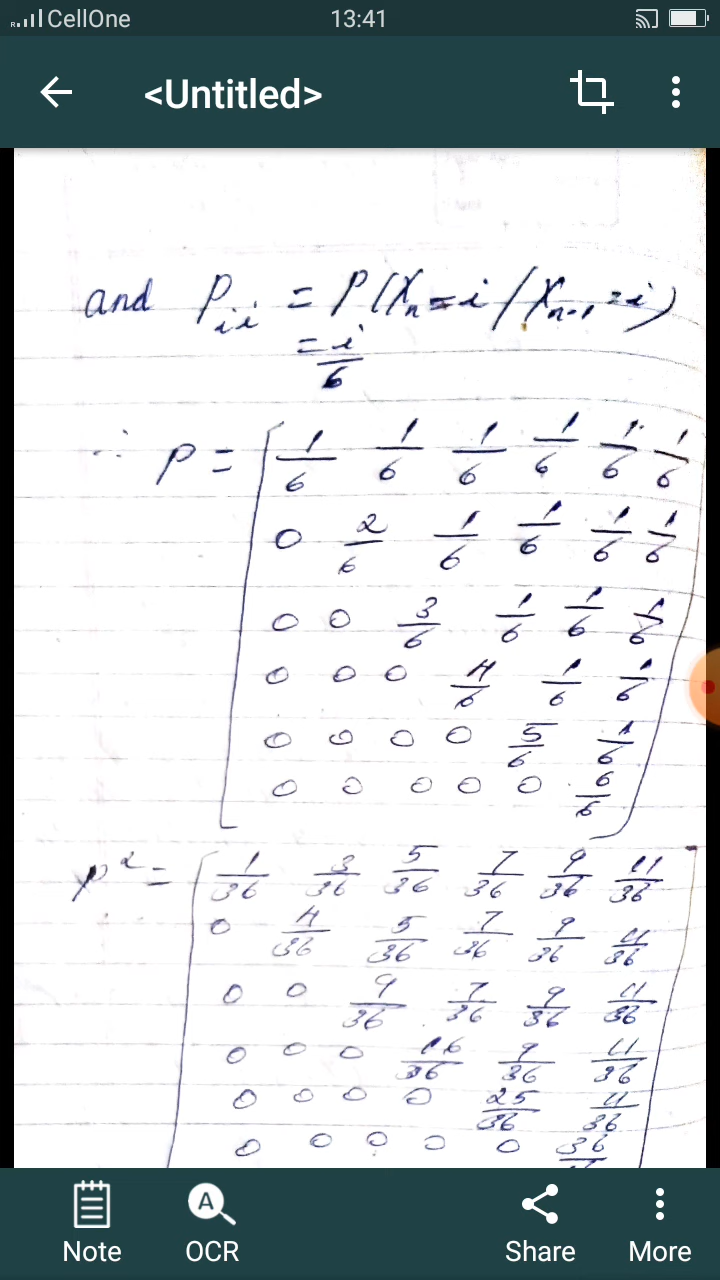 CellOne 13:41
<Untitled>
and P_ii = P(X_n = i / X_n-1 = i)
= i/6
∴ P = [ 1/6 1/6 1/6 1/6 1/6 1/6
0 2/6 1/6 1/6 1/6 1/6
0 0 3/6 1/6 1/6 1/6
0 0 0 4/6 1/6 1/6
0 0 0 0 5/6 1/6
0 0 0 0 0 6/6 ]
P² = [ 1/36 3/36 5/36 7/36 9/36 11/36
0 4/36 5/36 7/36 9/36 11/36
0 0 9/36 7/36 9/36 11/36
0 0 0 16/36 9/36 11/36
0 0 0 0 25/36 11/36
0 0 0 0 0 36/
Note OCR Share More